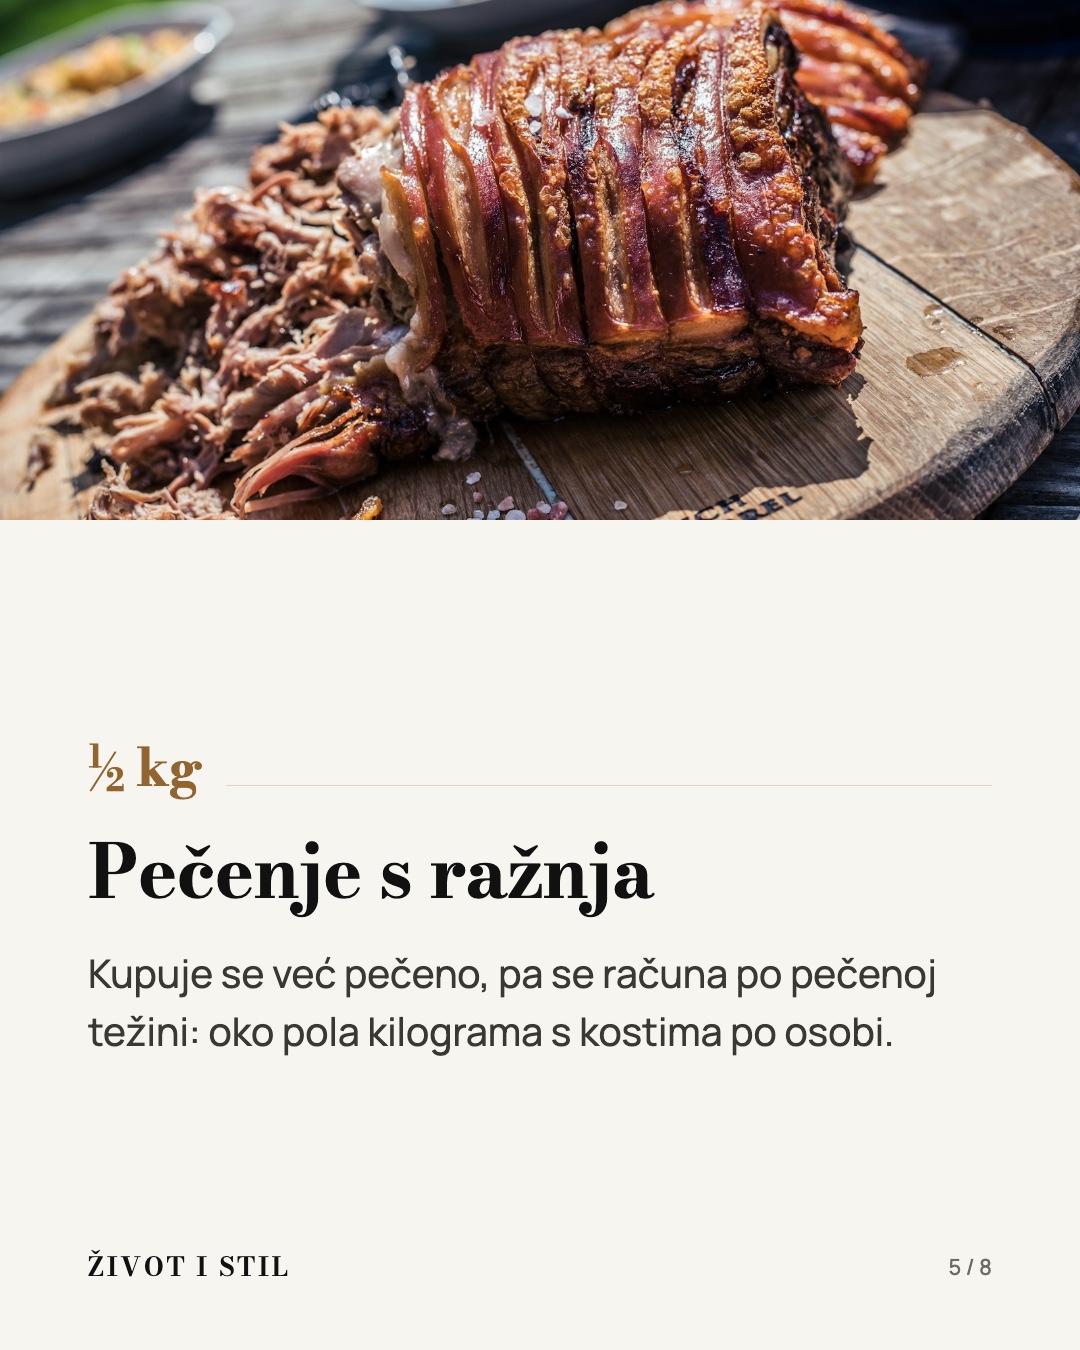 ½ kg
Pečenje s ražnja
Kupuje se već pečeno, pa se računa po pečenoj
težini: oko pola kilograma s kostima po osobi.
ŽIVOT I STIL
5 / 8